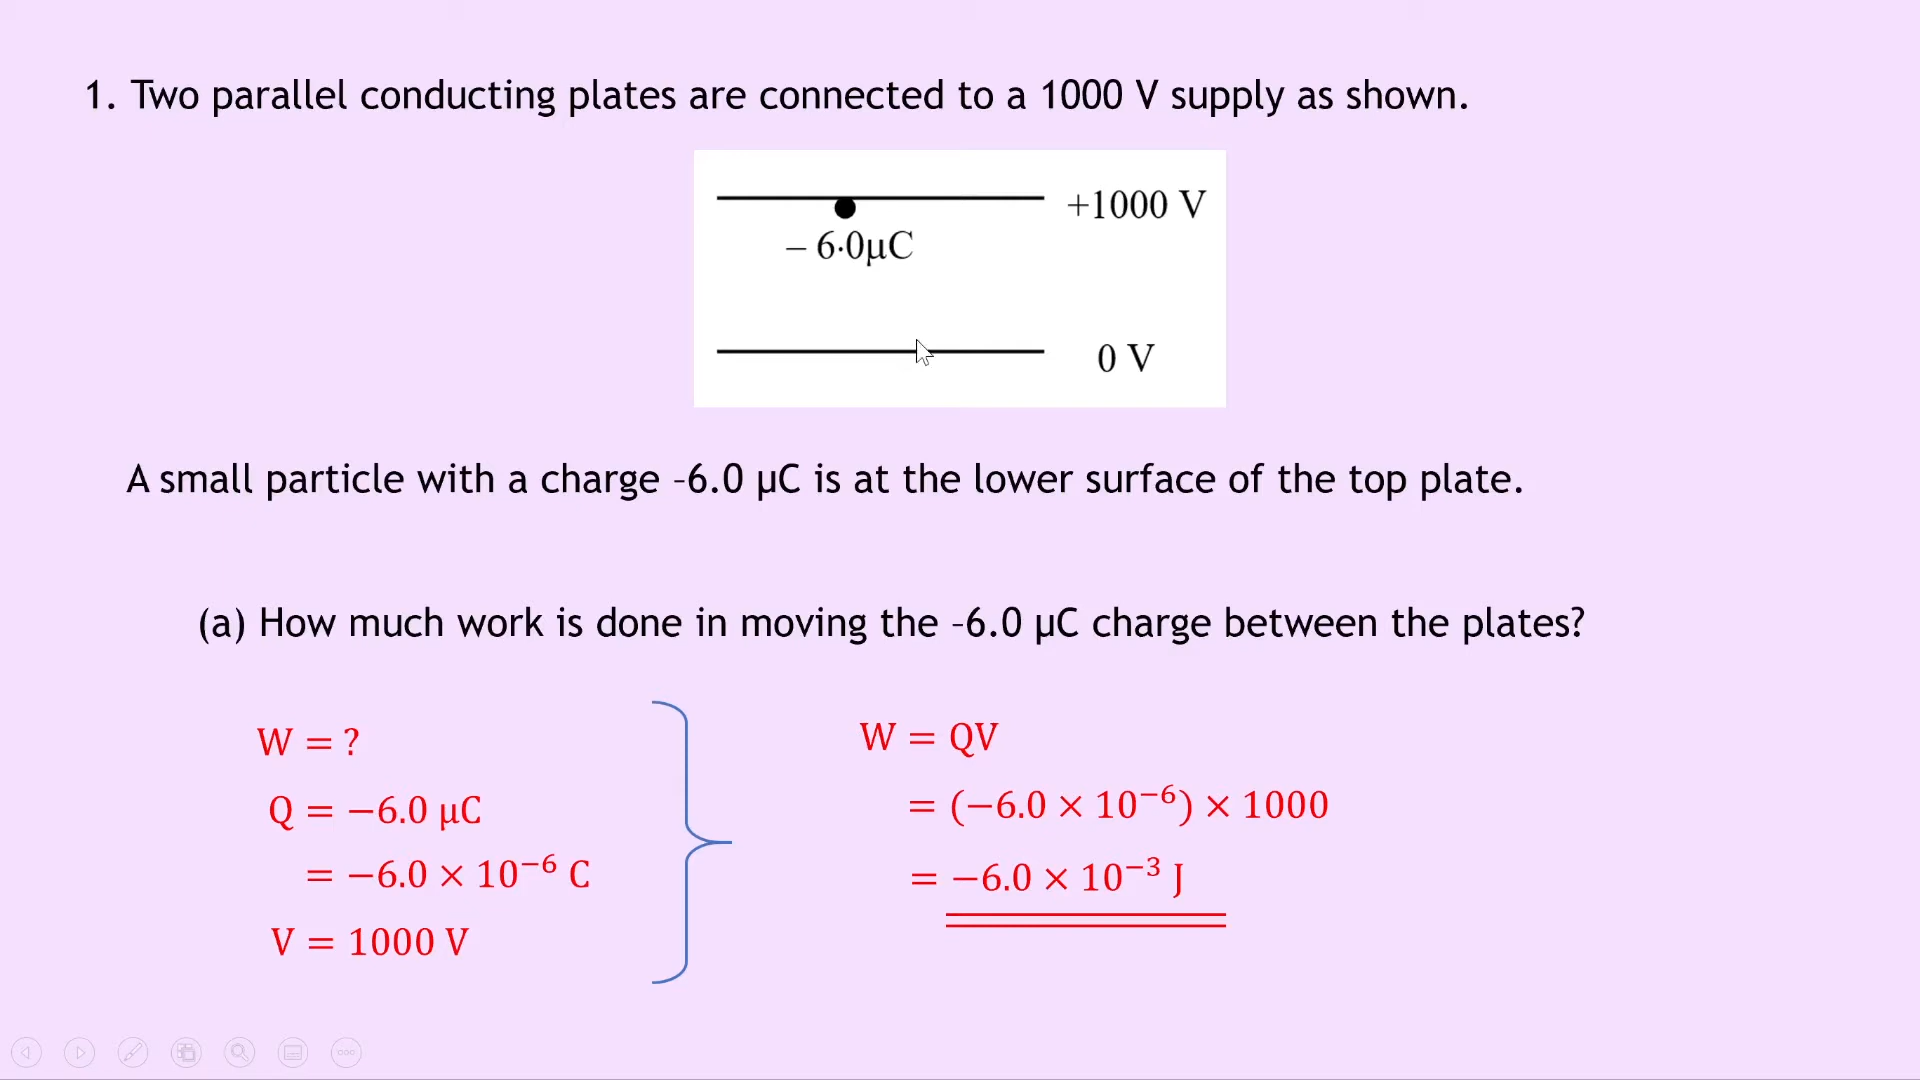 1. Two parallel conducting plates are connected to a 1000 V supply as shown.
+1000 V
– 6·0µC
0 V
A small particle with a charge –6.0 µC is at the lower surface of the top plate.
(a) How much work is done in moving the –6.0 µC charge between the plates?
W = ?
Q = −6.0 µC
= −6.0 × 10⁻⁶ C
V = 1000 V
W = QV
= (−6.0 × 10⁻⁶) × 1000
= −6.0 × 10⁻³ J